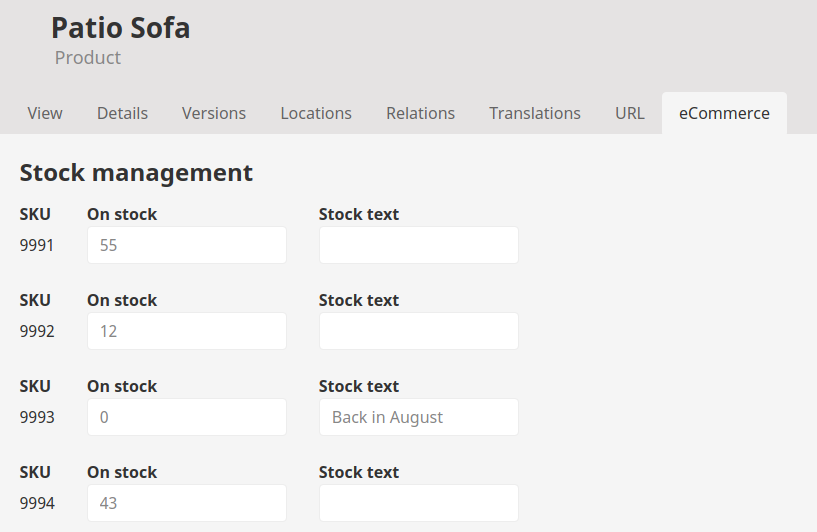 Patio Sofa
Product
View Details Versions Locations Relations Translations URL eCommerce
Stock management
SKU On stock Stock text
9991 55
SKU On stock Stock text
9992 12
SKU On stock Stock text
9993 0 Back in August
SKU On stock Stock text
9994 43